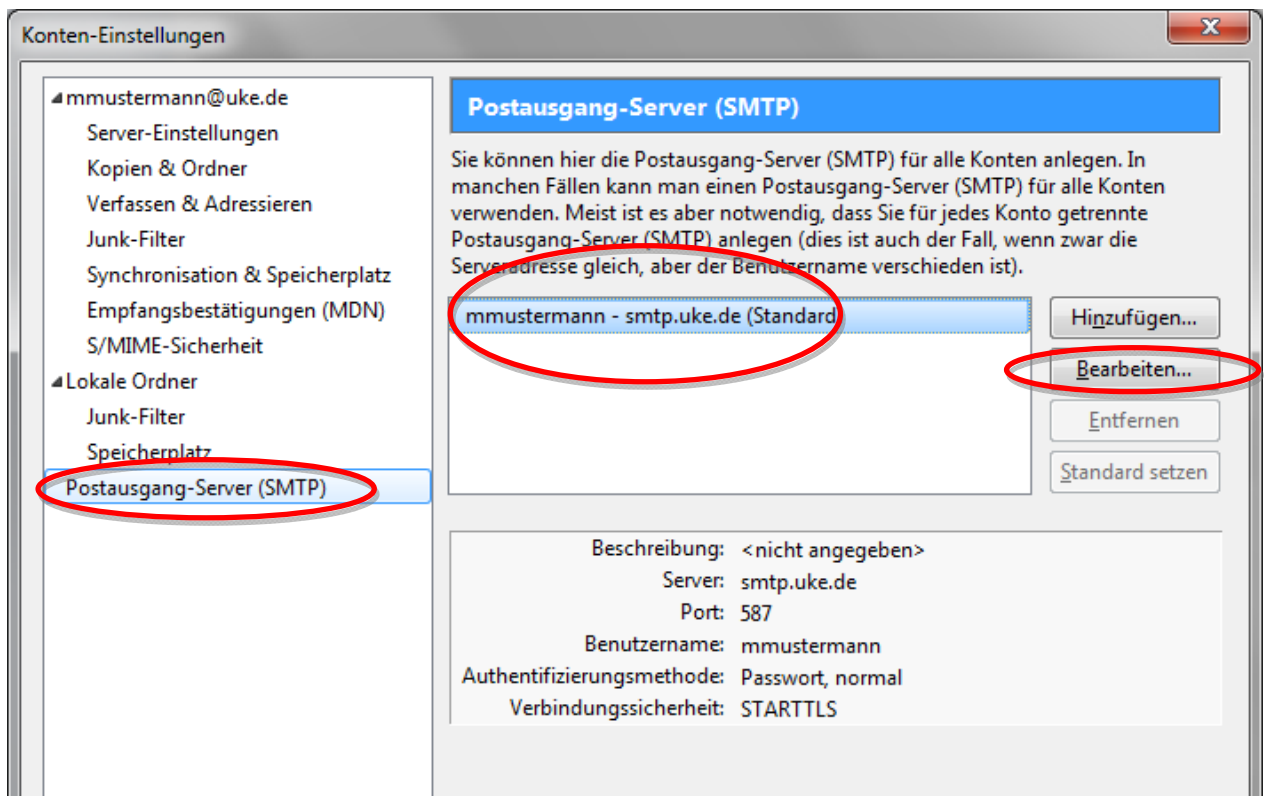 Konten-Einstellungen
mmustermann@uke.de
Server-Einstellungen
Kopien & Ordner
Verfassen & Adressieren
Junk-Filter
Synchronisation & Speicherplatz
Empfangsbestätigungen (MDN)
S/MIME-Sicherheit
Lokale Ordner
Junk-Filter
Speicherplatz
Postausgang-Server (SMTP)
Postausgang-Server (SMTP)
Sie können hier die Postausgang-Server (SMTP) für alle Konten anlegen. In
manchen Fällen kann man einen Postausgang-Server (SMTP) für alle Konten
verwenden. Meist ist es aber notwendig, dass Sie für jedes Konto getrennte
Postausgang-Server (SMTP) anlegen (dies ist auch der Fall, wenn zwar die
Serveradresse gleich, aber der Benutzername verschieden ist).
mmustermann - smtp.uke.de (Standard)
Hinzufügen...
Bearbeiten...
Entfernen
Standard setzen
Beschreibung: <nicht angegeben>
Server: smtp.uke.de
Port: 587
Benutzername: mmustermann
Authentifizierungsmethode: Passwort, normal
Verbindungssicherheit: STARTTLS